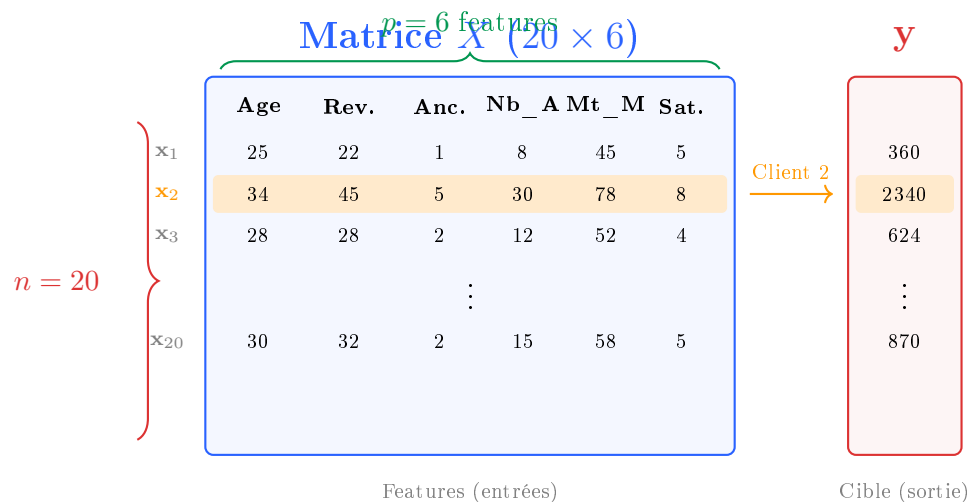 p = 6 features
Matrice X (20 × 6)
y
Age Rev. Anc. Nb_A Mt_M Sat.
x1 25 22 1 8 45 5 360
Client 2
x2 34 45 5 30 78 8 2340
x3 28 28 2 12 52 4 624
n = 20
⋮ ⋮
x20 30 32 2 15 58 5 870
Features (entrées)
Cible (sortie)